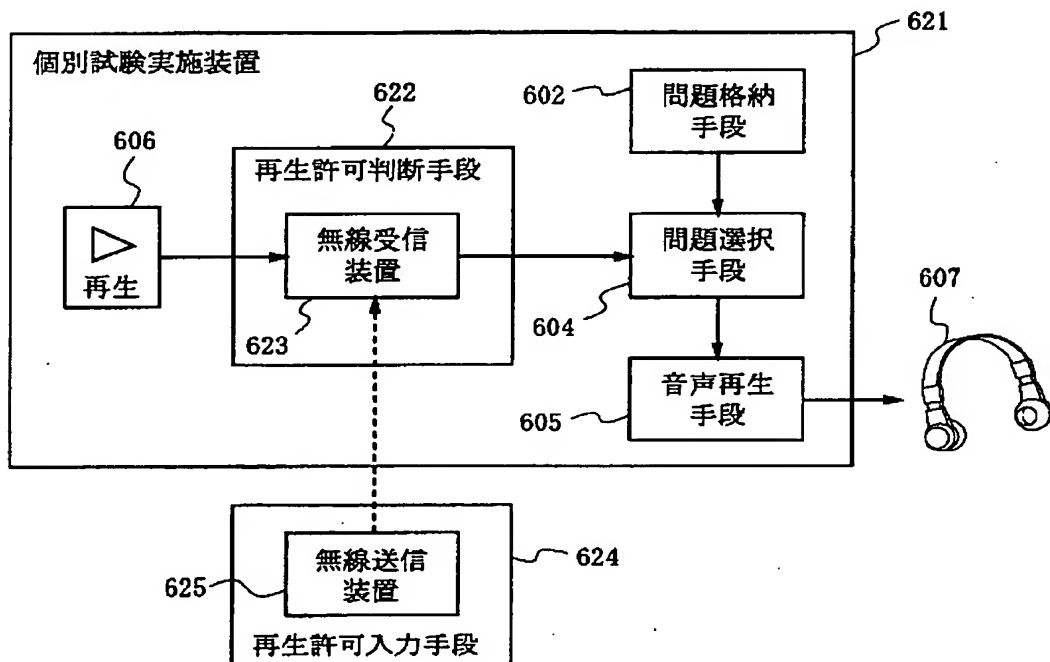 621
個別試験実施装置
622
602
問題格納
手段
606
再生許可判断手段
無線受信
装置
問題選択
手段
再生
607
623
604
音声再生
手段
605
無線送信
装置
624
625
再生許可入力手段